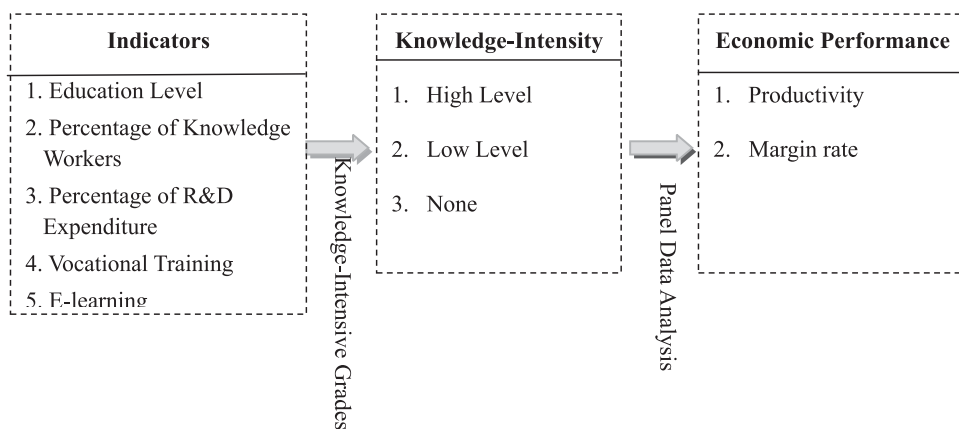 Indicators
1. Education Level
2. Percentage of Knowledge
Workers
3. Percentage of R&D
Expenditure
4. Vocational Training
5. E-learning
Knowledge-Intensive Grades
Knowledge-Intensity
1. High Level
2. Low Level
3. None
Panel Data Analysis
Economic Performance
1. Productivity
2. Margin rate